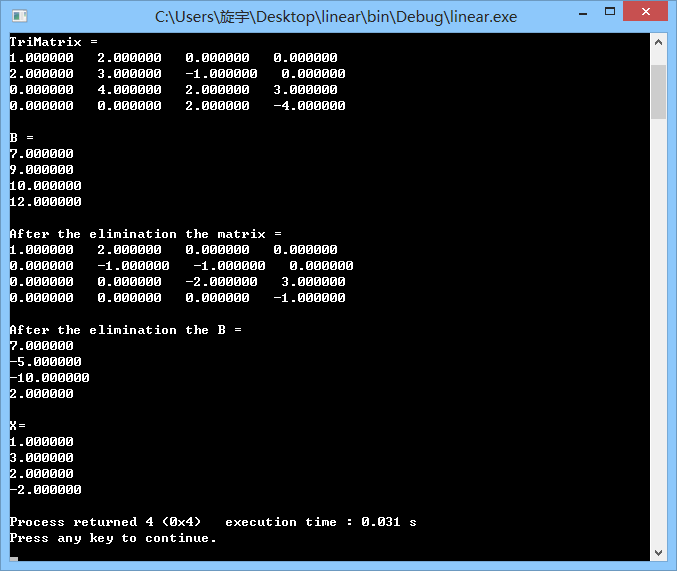 C:\Users\旋宇\Desktop\linear\bin\Debug\linear.exe
TriMatrix =
1.000000   2.000000   0.000000   0.000000
2.000000   3.000000   -1.000000   0.000000
0.000000   4.000000   2.000000   3.000000
0.000000   0.000000   2.000000   -4.000000
B =
7.000000
9.000000
10.000000
12.000000
After the elimination the matrix =
1.000000   2.000000   0.000000   0.000000
0.000000   -1.000000   -1.000000   0.000000
0.000000   0.000000   -2.000000   3.000000
0.000000   0.000000   0.000000   -1.000000
After the elimination the B =
7.000000
-5.000000
-10.000000
2.000000
X=
1.000000
3.000000
2.000000
-2.000000
Process returned 4 (0x4)   execution time : 0.031 s
Press any key to continue.